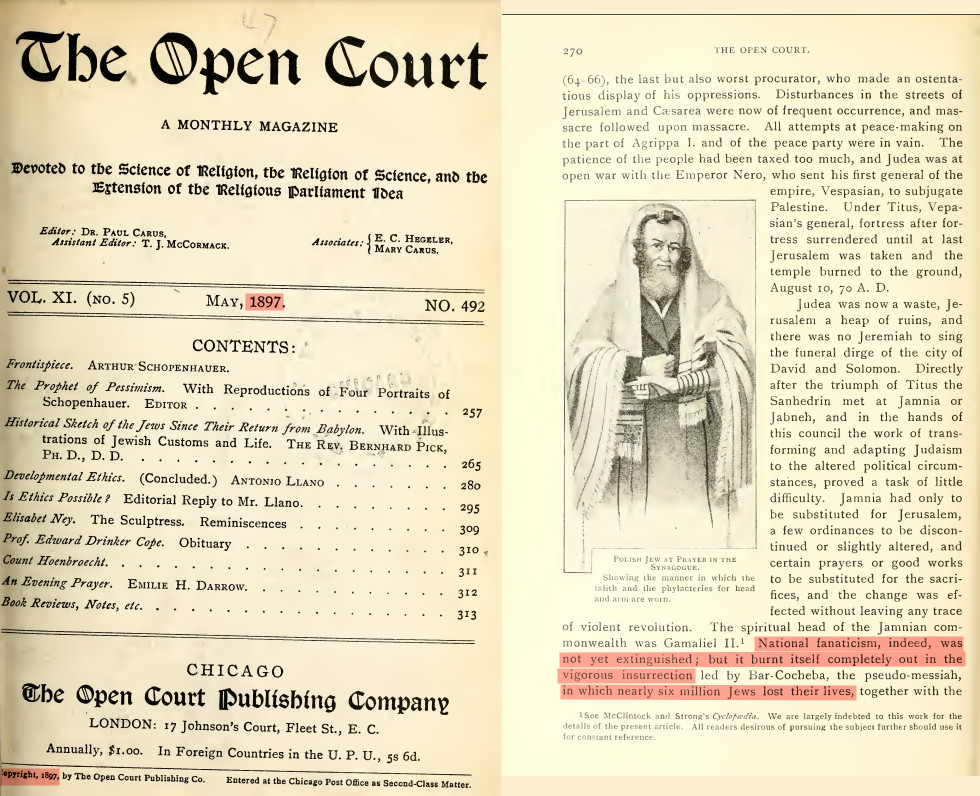 The Open Court
A MONTHLY MAGAZINE
Devoted to the Science of Religion, the Religion of Science, and the
Extension of the Religious Parliament Idea
Editor: DR. PAUL CARUS,
Assistant Editor: T. J. MCCORMACK.
Associates: { E. C. HEGELER,
MARY CARUS.
VOL. XI. (NO. 5) MAY, 1897. NO. 492
CONTENTS:
Frontispiece. ARTHUR SCHOPENHAUER.
The Prophet of Pessimism. With Reproductions of Four Portraits of
Schopenhauer. EDITOR . . . . . . . . . . . . 257
Historical Sketch of the Jews Since Their Return from Babylon. With Illus-
trations of Jewish Customs and Life. THE REV. BERNHARD PICK,
PH. D., D. D. . . . . . . . . . . . . . 265
Developmental Ethics. (Concluded.) ANTONIO LLANO . . . . . . . 280
Is Ethics Possible? Editorial Reply to Mr. Llano. . . . . . . . 295
Elisabet Ney. The Sculptress. Reminiscences . . . . . . . . 309
Prof. Edward Drinker Cope. Obituary . . . . . . . . . . 310
Count Hoenbroecht. . . . . . . . . . . . . . 311
An Evening Prayer. EMILIE H. DARROW. . . . . . . . . . 312
Book Reviews, Notes, etc. . . . . . . . . . . . . 313
CHICAGO
The Open Court Publishing Company
LONDON: 17 Johnson's Court, Fleet St., E. C.
Annually, $1.00. In Foreign Countries in the U. P. U., 5s 6d.
opyright, 1897, by The Open Court Publishing Co. Entered at the Chicago Post Office as Second-Class Matter.
270 THE OPEN COURT.
(64–66), the last but also worst procurator, who made an ostenta-
tious display of his oppressions. Disturbances in the streets of
Jerusalem and Cæsarea were now of frequent occurrence, and mas-
sacre followed upon massacre. All attempts at peace-making on
the part of Agrippa I. and of the peace party were in vain. The
patience of the people had been taxed too much, and Judea was at
open war with the Emperor Nero, who sent his first general of the
empire, Vespasian, to subjugate
Palestine. Under Titus, Vepa-
sian's general, fortress after for-
tress surrendered until at last
Jerusalem was taken and the
temple burned to the ground,
August 10, 70 A. D.
Judea was now a waste, Je-
rusalem a heap of ruins, and
there was no Jeremiah to sing
the funeral dirge of the city of
David and Solomon. Directly
after the triumph of Titus the
Sanhedrin met at Jamnia or
Jabneh, and in the hands of
this council the work of trans-
forming and adapting Judaism
to the altered political circum-
stances, proved a task of little
difficulty. Jamnia had only to
be substituted for Jerusalem,
a few ordinances to be discon-
tinued or slightly altered, and
certain prayers or good works
to be substituted for the sacri-
fices, and the change was ef-
fected without leaving any trace
POLISH JEW AT PRAYER IN THE
SYNAGOGUE.
Showing the manner in which the
talith and the phylacteries for head
and arm are worn.
of violent revolution. The spiritual head of the Jamnian com-
monwealth was Gamaliel II.¹ National fanaticism, indeed, was
not yet extinguished; but it burnt itself completely out in the
vigorous insurrection led by Bar-Cocheba, the pseudo-messiah,
in which nearly six million Jews lost their lives, together with the
¹See McClintock and Strong's Cyclopædia. We are largely indebted to this work for the
details of the present article. All readers desirous of pursuing the subject further should use it
for constant reference.